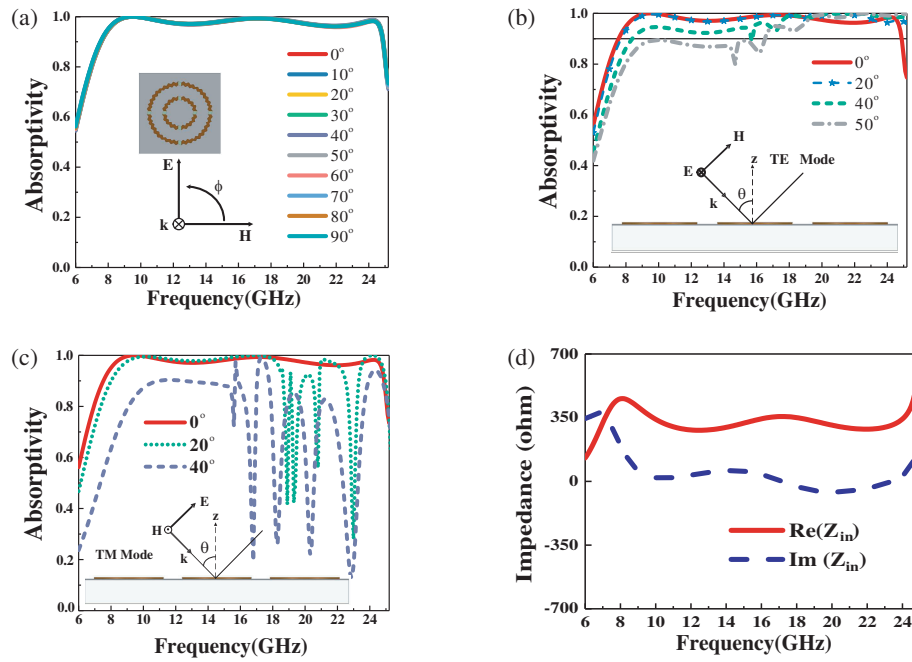 (a)
1.0
0.8
0.6
0.4
0.2
0.0
Absorptivity
0°
10°
20°
30°
40°
50°
60°
70°
80°
90°
E
ϕ
k
H
6 8 10 12 14 16 18 20 22 24
Frequency(GHz)
(b)
1.0
0.8
0.6
0.4
0.2
0.0
Absorptivity
0°
20°
40°
50°
H
E
k
θ
z
TE Mode
6 8 10 12 14 16 18 20 22 24
Frequency(GHz)
(c)
1.0
0.8
0.6
0.4
0.2
0.0
Absorptivity
0°
20°
40°
E
H
k
θ
z
TM Mode
6 8 10 12 14 16 18 20 22 24
Frequency(GHz)
(d)
700
350
0
-350
-700
Impedance (ohm)
Re(Zin)
Im (Zin)
6 8 10 12 14 16 18 20 22 24
Frequency(GHz)